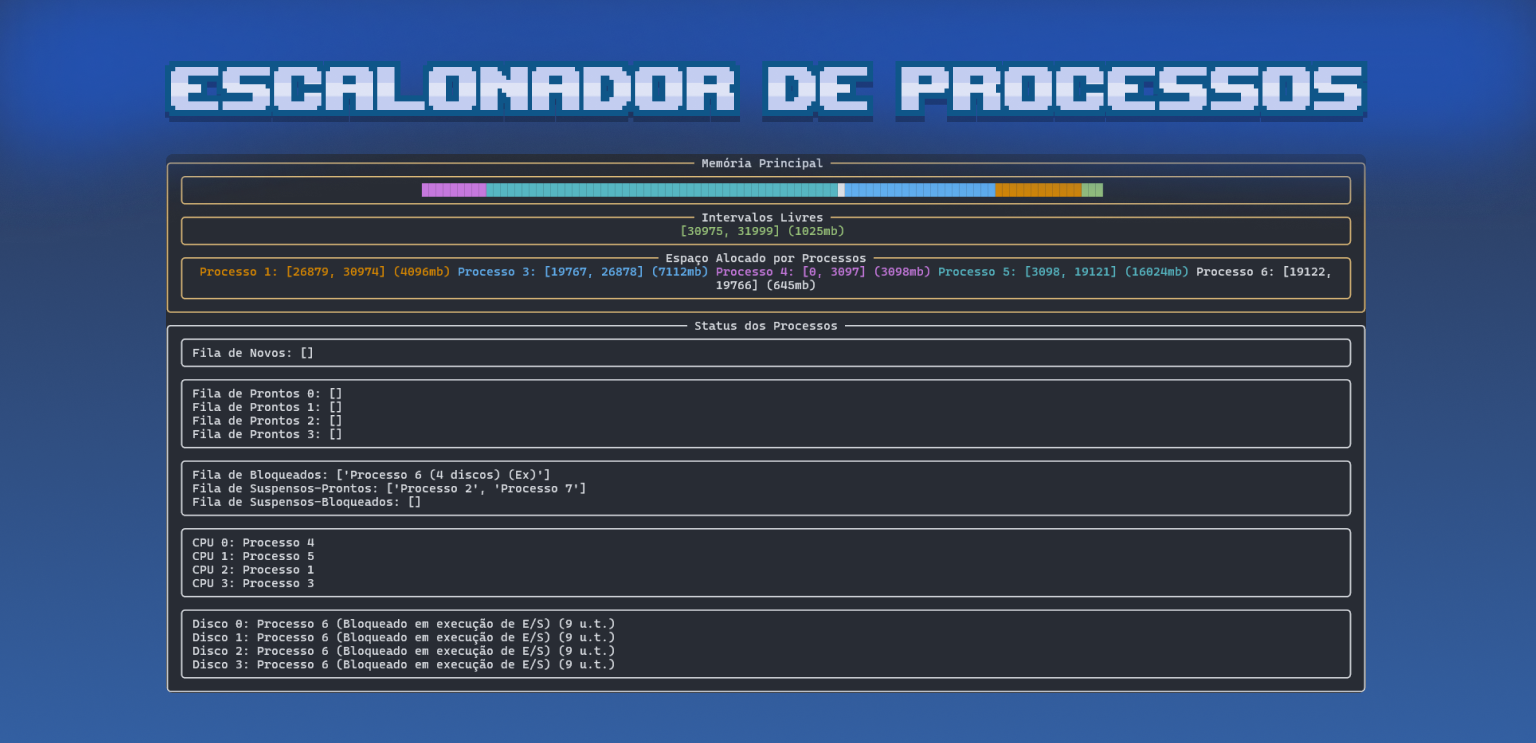 ESCALONADOR DE PROCESSOS
Memória Principal
Intervalos Livres
[30975, 31999] (1025mb)
Espaço Alocado por Processos
Processo 1: [26879, 30974] (4096mb) Processo 3: [19767, 26878] (7112mb) Processo 4: [0, 3097] (3098mb) Processo 5: [3098, 19121] (16024mb) Processo 6: [19122,
19766] (645mb)
Status dos Processos
Fila de Novos: []
Fila de Prontos 0: []
Fila de Prontos 1: []
Fila de Prontos 2: []
Fila de Prontos 3: []
Fila de Bloqueados: ['Processo 6 (4 discos) (Ex)']
Fila de Suspensos-Prontos: ['Processo 2', 'Processo 7']
Fila de Suspensos-Bloqueados: []
CPU 0: Processo 4
CPU 1: Processo 5
CPU 2: Processo 1
CPU 3: Processo 3
Disco 0: Processo 6 (Bloqueado em execução de E/S) (9 u.t.)
Disco 1: Processo 6 (Bloqueado em execução de E/S) (9 u.t.)
Disco 2: Processo 6 (Bloqueado em execução de E/S) (9 u.t.)
Disco 3: Processo 6 (Bloqueado em execução de E/S) (9 u.t.)